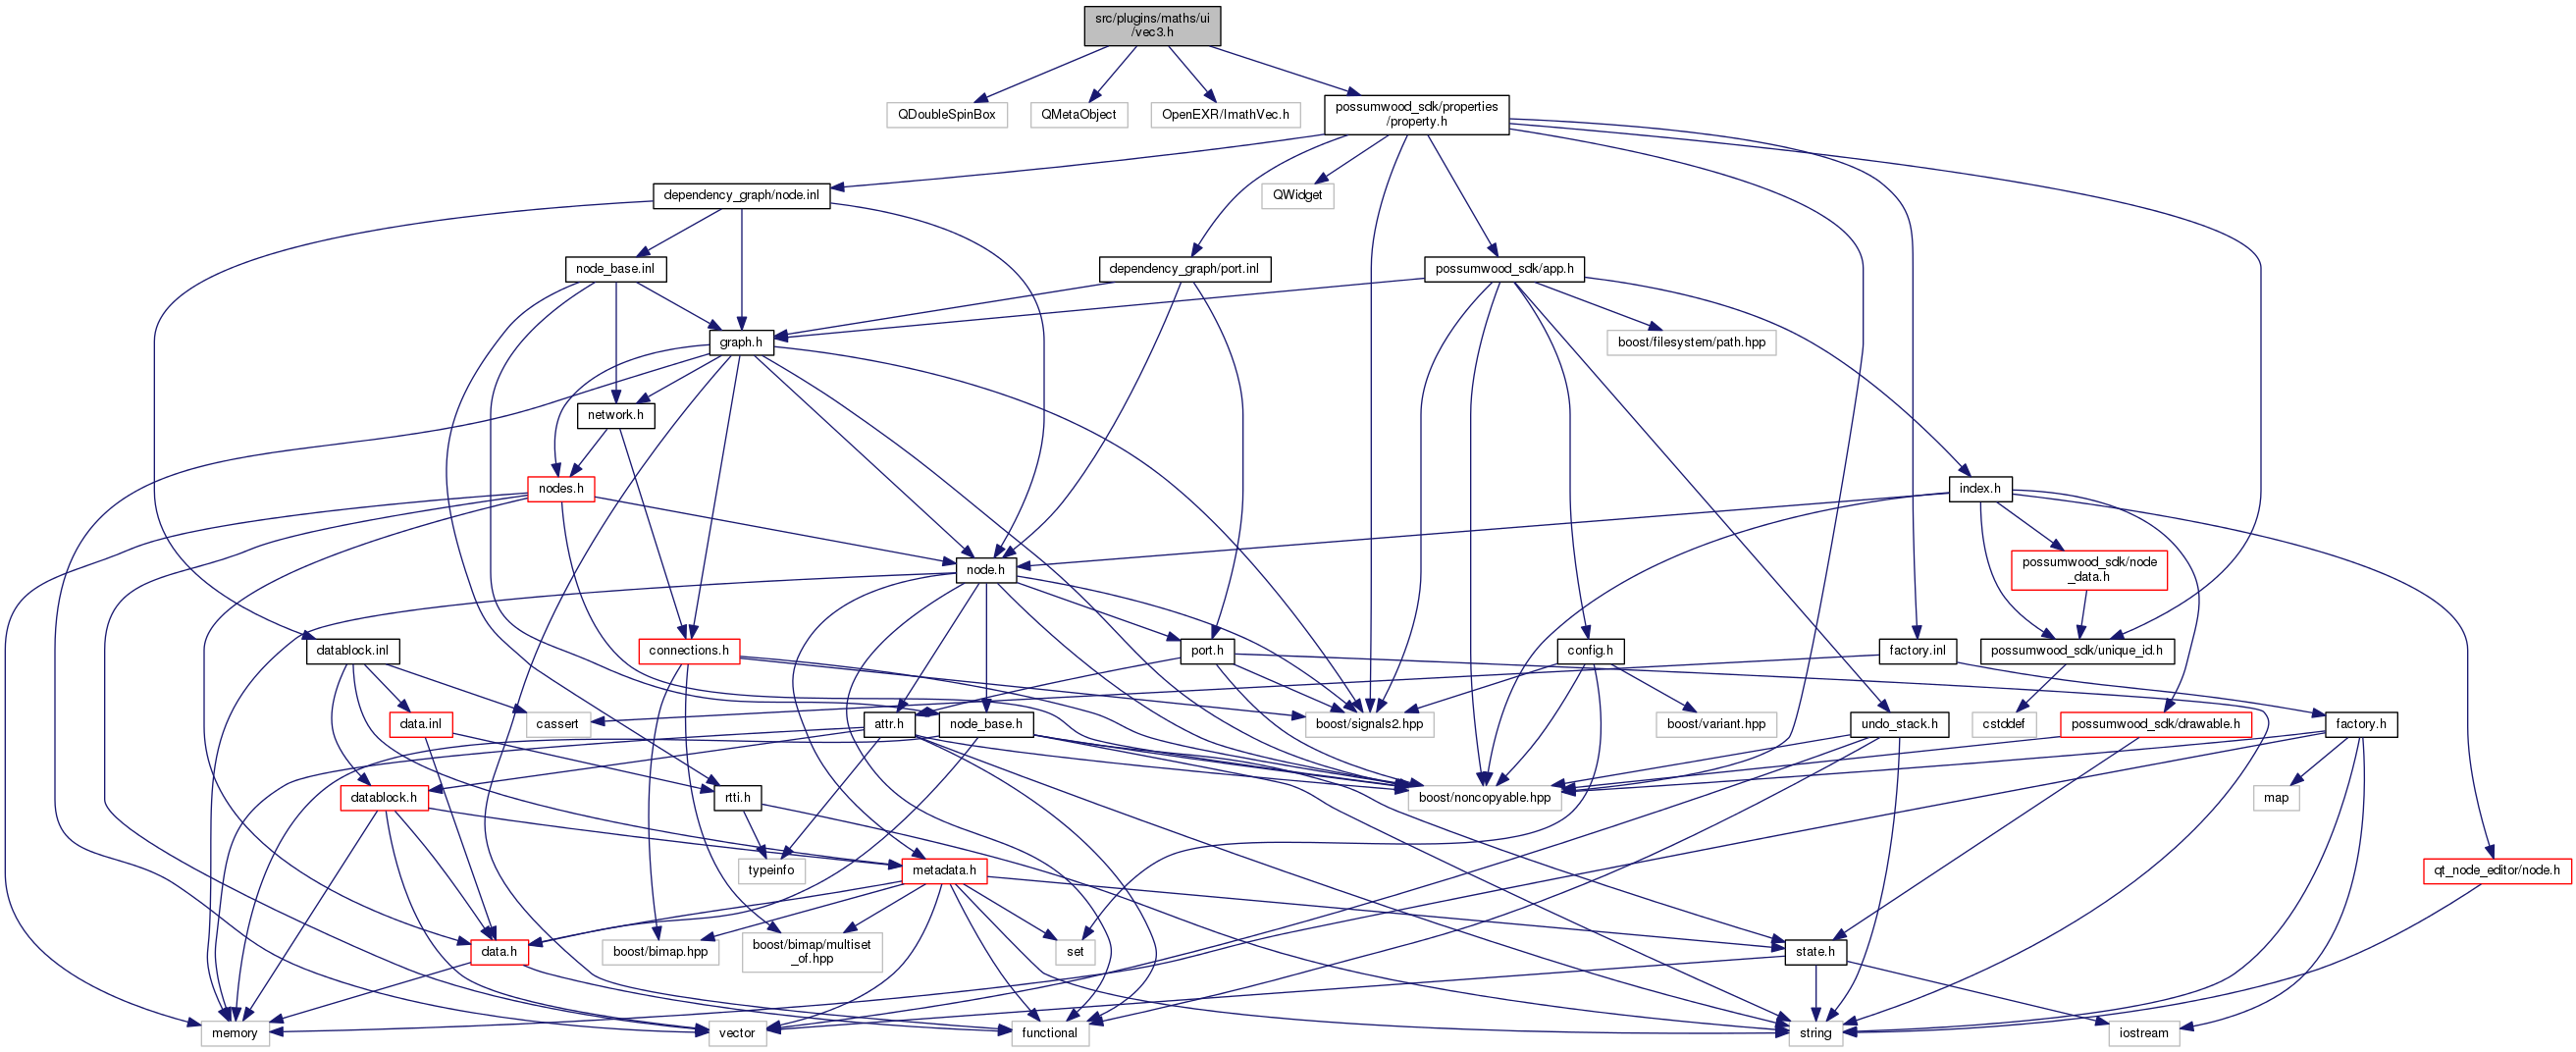 src/plugins/maths/ui
/vec3.h
QDoubleSpinBox
QMetaObject
OpenEXR/ImathVec.h
possumwood_sdk/properties
/property.h
dependency_graph/node.inl
QWidget
node_base.inl
dependency_graph/port.inl
possumwood_sdk/app.h
graph.h
boost/filesystem/path.hpp
network.h
nodes.h
index.h
node.h
possumwood_sdk/node
_data.h
datablock.inl
connections.h
port.h
config.h
factory.inl
possumwood_sdk/unique_id.h
data.inl
cassert
attr.h
node_base.h
boost/signals2.hpp
boost/variant.hpp
undo_stack.h
cstddef
possumwood_sdk/drawable.h
factory.h
datablock.h
rtti.h
boost/noncopyable.hpp
map
typeinfo
metadata.h
qt_node_editor/node.h
data.h
boost/bimap.hpp
boost/bimap/multiset
_of.hpp
set
state.h
memory
vector
functional
string
iostream